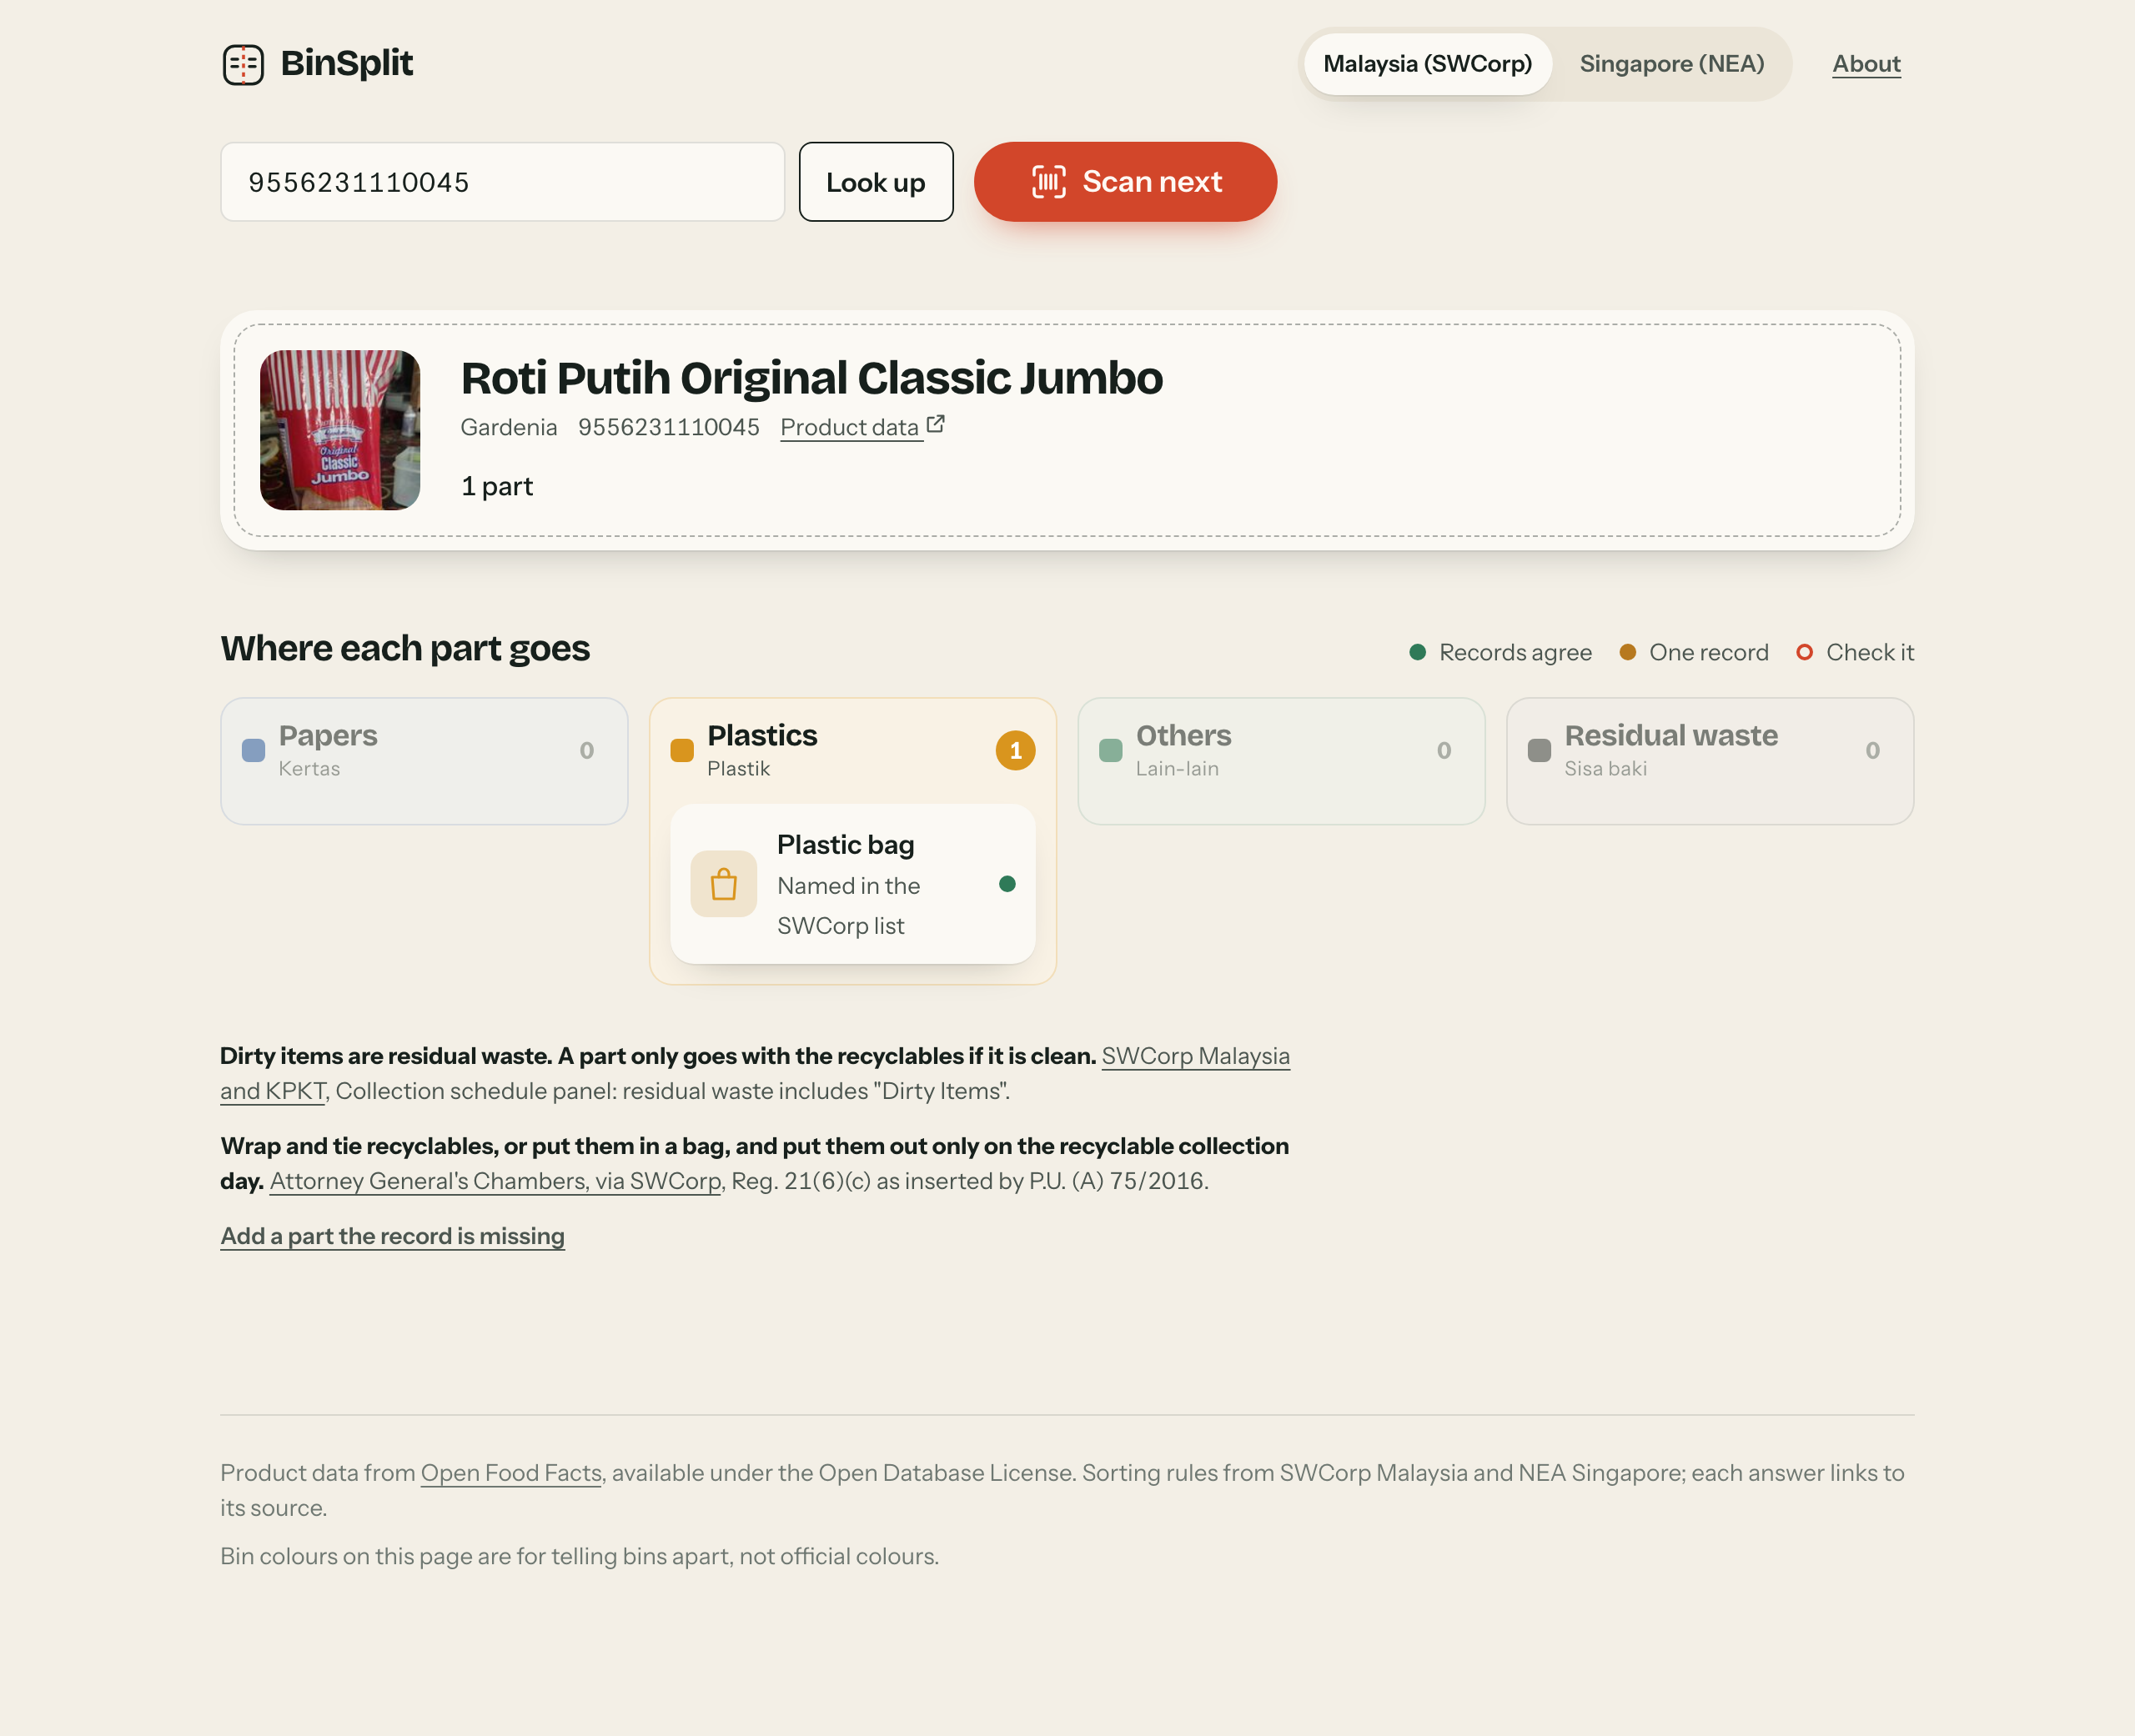 BinSplit
Malaysia (SWCorp)
Singapore (NEA)
About
9556231110045
Look up
Scan next
Original
Classic
Jumbo
Roti Putih Original Classic Jumbo
Gardenia 9556231110045 Product data
1 part
Where each part goes
Records agree
One record
Check it
Papers
Kertas
0
Plastics
Plastik
1
Plastic bag
Named in the
SWCorp list
Others
Lain-lain
0
Residual waste
Sisa baki
0
Dirty items are residual waste. A part only goes with the recyclables if it is clean. SWCorp Malaysia
and KPKT, Collection schedule panel: residual waste includes "Dirty Items".
Wrap and tie recyclables, or put them in a bag, and put them out only on the recyclable collection
day. Attorney General's Chambers, via SWCorp, Reg. 21(6)(c) as inserted by P.U. (A) 75/2016.
Add a part the record is missing
Product data from Open Food Facts, available under the Open Database License. Sorting rules from SWCorp Malaysia and NEA Singapore; each answer links to
its source.
Bin colours on this page are for telling bins apart, not official colours.